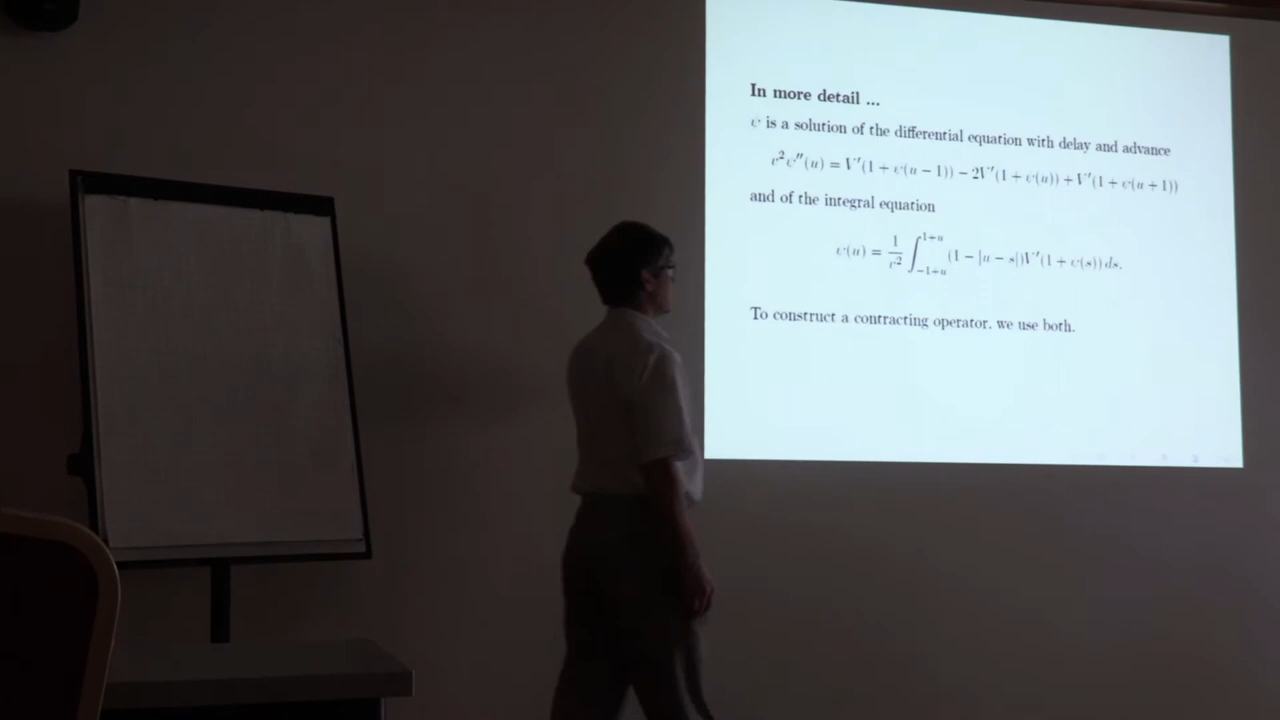 In more detail ...
v is a solution of the differential equation with delay and advance
c²v″(u) = V′(1 + v(u − 1)) − 2V′(1 + v(u)) + V′(1 + v(u + 1))
and of the integral equation
v(u) = 1/c² ∫_{−1+u}^{1+u} (1 − |u − s|)V′(1 + v(s)) ds.
To construct a contracting operator, we use both.